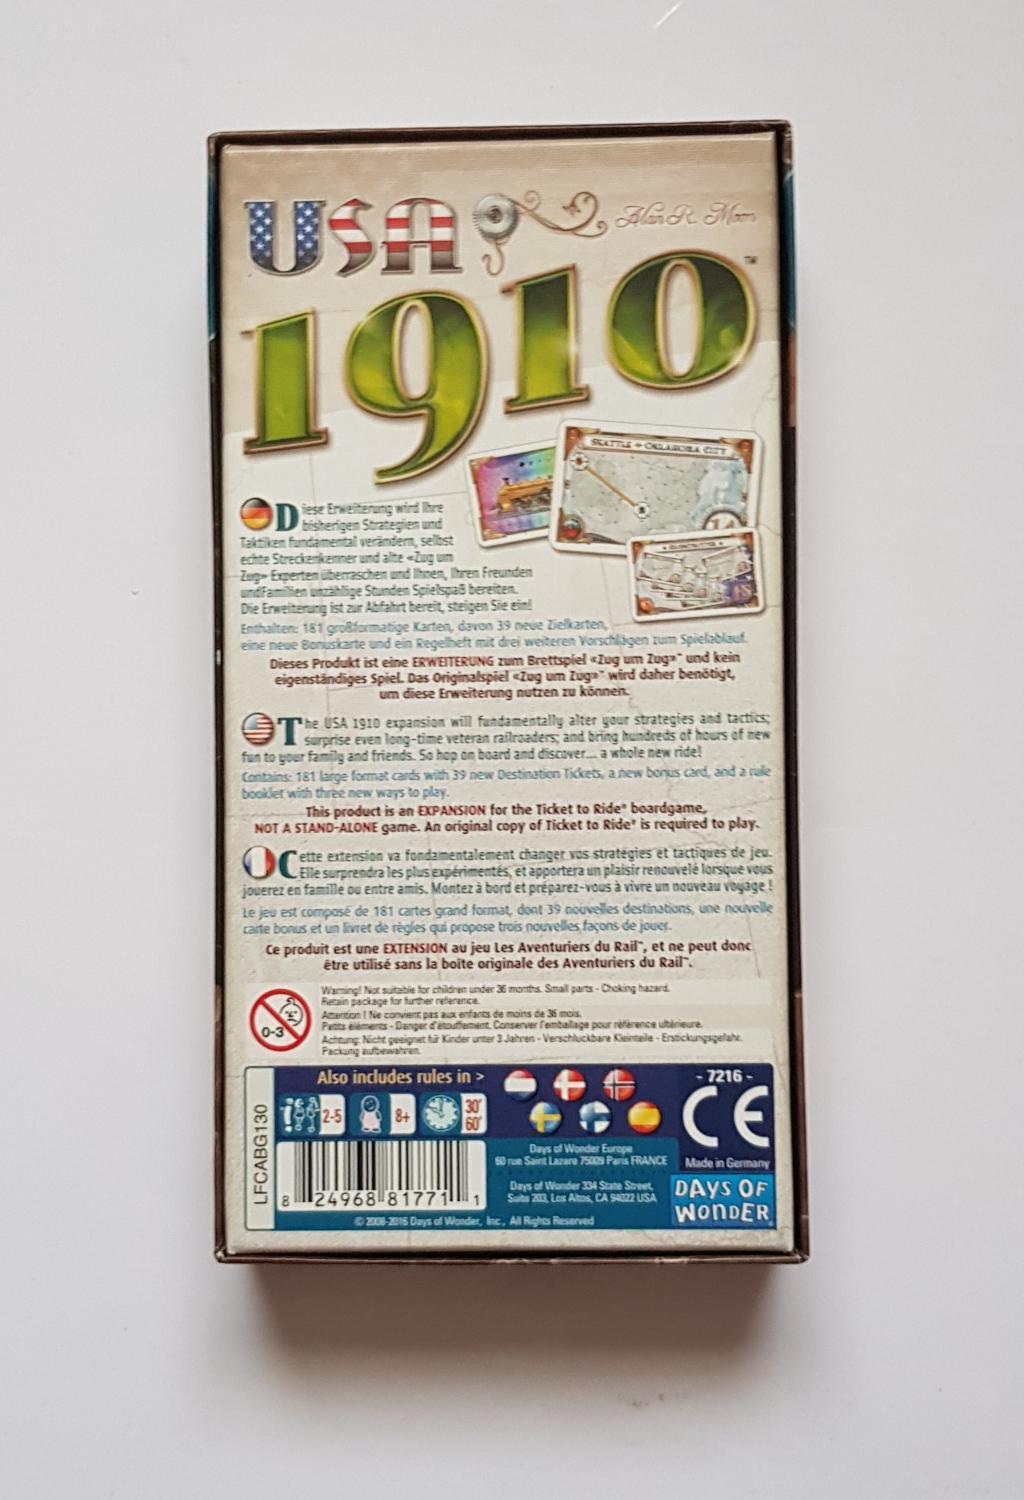 USA
Alan R. Moon
1910™
SEATTLE - OKLAHOMA CITY
14
15
Diese Erweiterung wird Ihre
bisherigen Strategien und
Taktiken fundamental verändern, selbst
echte Streckenkenner und alte «Zug um
Zug» Experten überraschen und Ihnen, Ihren Freunden
undFamilien unzählige Stunden Spielspaß bereiten.
Die Erweiterung ist zur Abfahrt bereit, steigen Sie ein!
Enthalten: 181 großformatige Karten, davon 39 neue Zielkarten,
eine neue Bonuskarte und ein Regelheft mit drei weiteren Vorschlägen zum Spielablauf.
Dieses Produkt ist eine ERWEITERUNG zum Brettspiel «Zug um Zug»™ und kein
eigenständiges Spiel. Das Originalspiel «Zug um Zug»™ wird daher benötigt,
um diese Erweiterung nutzen zu können.
The USA 1910 expansion will fundamentally alter your strategies and tactics;
surprise even long-time veteran railroaders; and bring hundreds of hours of new
fun to your family and friends. So hop on board and discover... a whole new ride!
Contains: 181 large format cards with 39 new Destination Tickets, a new bonus card, and a rule
booklet with three new ways to play.
This product is an EXPANSION for the Ticket to Ride® boardgame,
NOT A STAND-ALONE game. An original copy of Ticket to Ride® is required to play.
Cette extension va fondamentalement changer vos stratégies et tactiques de jeu.
Elle surprendra les plus expérimentés, et apportera un plaisir renouvelé lorsque vous
jouerez en famille ou entre amis. Montez à bord et préparez-vous à vivre un nouveau voyage !
Le jeu est composé de 181 cartes grand format, dont 39 nouvelles destinations, une nouvelle
carte bonus et un livret de règles qui propose trois nouvelles façons de jouer.
Ce produit est une EXTENSION au jeu Les Aventuriers du Rail™, et ne peut donc
être utilisé sans la boîte originale des Aventuriers du Rail™.
0-3
Warning! Not suitable for children under 36 months. Small parts - Choking hazard.
Retain package for further reference.
Attention ! Ne convient pas aux enfants de moins de 36 mois.
Petits éléments - Danger d'étouffement. Conserver l'emballage pour référence ultérieure.
Achtung: Nicht geeignet für Kinder unter 3 Jahren - Verschluckbare Kleinteile - Erstickungsgefahr.
Packung aufbewahren.
Also includes rules in >
2-5
8+
30'
60'
- 7216 -
CE
Made in Germany
LFCABG130
8 24968 81771 1
Days of Wonder Europe
60 rue Saint Lazare 75009 Paris FRANCE
Days of Wonder 334 State Street,
Suite 203, Los Altos, CA 94022 USA
DAYS OF
WONDER
© 2006-2016 Days of Wonder, Inc., All Rights Reserved